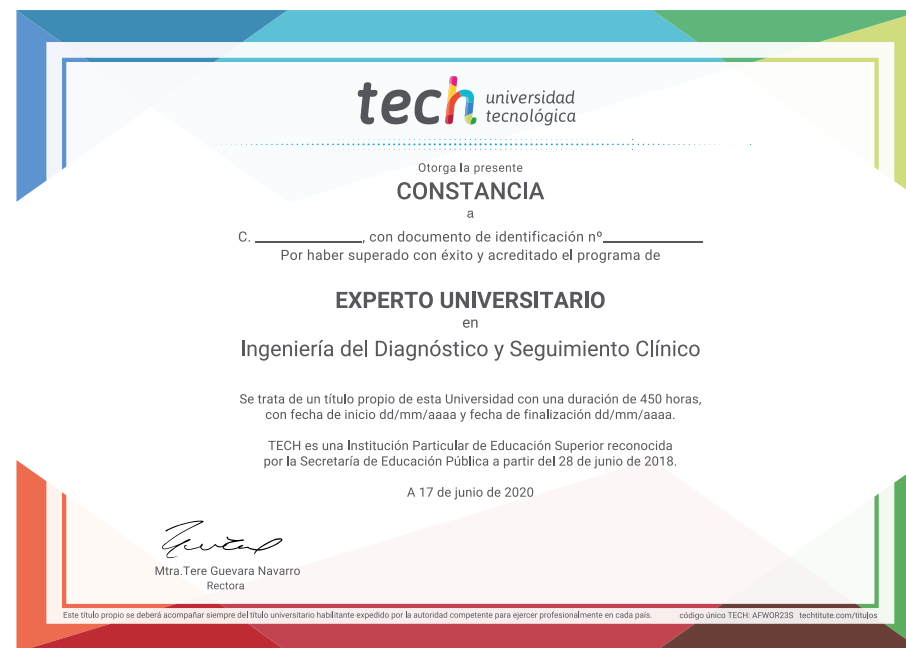 tech universidad
tecnológica
Otorga la presente
CONSTANCIA
a
C. ____________, con documento de identificación nº____________
Por haber superado con éxito y acreditado el programa de
EXPERTO UNIVERSITARIO
en
Ingeniería del Diagnóstico y Seguimiento Clínico
Se trata de un título propio de esta Universidad con una duración de 450 horas,
con fecha de inicio dd/mm/aaaa y fecha de finalización dd/mm/aaaa.
TECH es una Institución Particular de Educación Superior reconocida
por la Secretaría de Educación Pública a partir del 28 de junio de 2018.
A 17 de junio de 2020
Mtra.Tere Guevara Navarro
Rectora
Este título propio se deberá acompañar siempre del título universitario habilitante expedido por la autoridad competente para ejercer profesionalmente en cada país. código único TECH: AFWOR23S techtitute.com/titulos